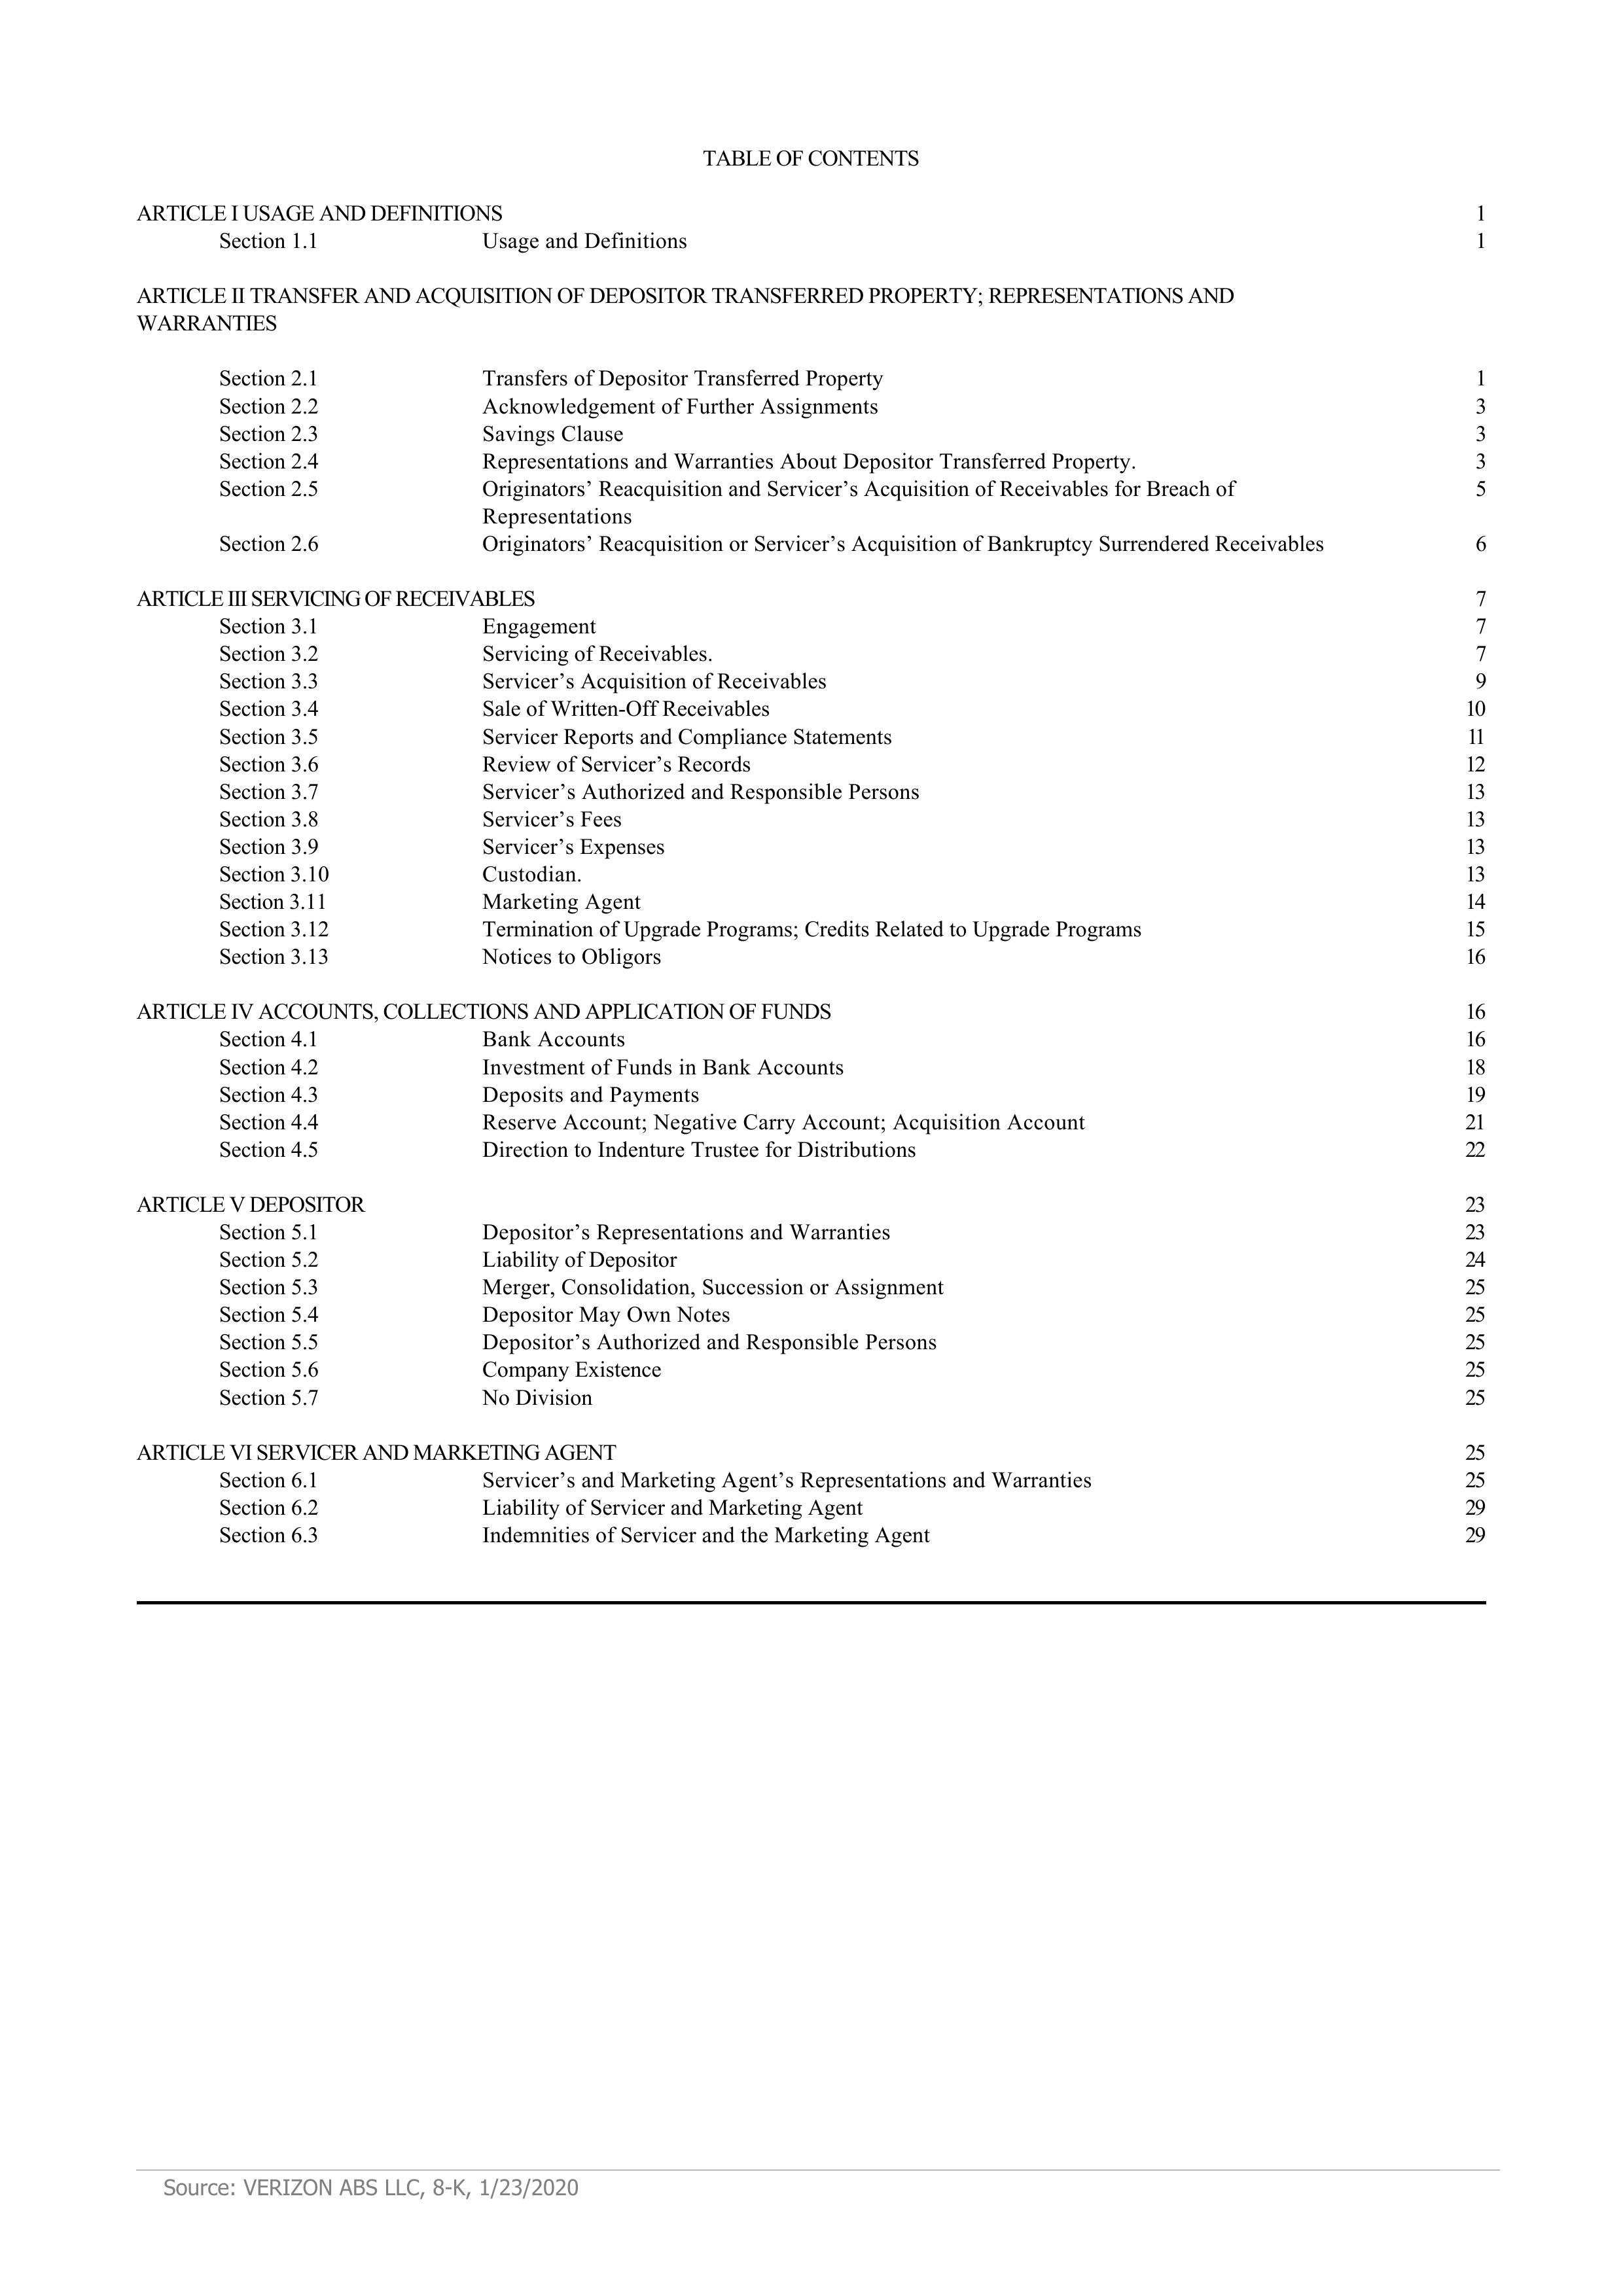 TABLE OF CONTENTS
ARTICLE I USAGE AND DEFINITIONS 1
Section 1.1 Usage and Definitions 1
ARTICLE II TRANSFER AND ACQUISITION OF DEPOSITOR TRANSFERRED PROPERTY; REPRESENTATIONS AND
WARRANTIES
Section 2.1 Transfers of Depositor Transferred Property 1
Section 2.2 Acknowledgement of Further Assignments 3
Section 2.3 Savings Clause 3
Section 2.4 Representations and Warranties About Depositor Transferred Property. 3
Section 2.5 Originators’ Reacquisition and Servicer’s Acquisition of Receivables for Breach of 5
Representations
Section 2.6 Originators’ Reacquisition or Servicer’s Acquisition of Bankruptcy Surrendered Receivables 6
ARTICLE III SERVICING OF RECEIVABLES 7
Section 3.1 Engagement 7
Section 3.2 Servicing of Receivables. 7
Section 3.3 Servicer’s Acquisition of Receivables 9
Section 3.4 Sale of Written-Off Receivables 10
Section 3.5 Servicer Reports and Compliance Statements 11
Section 3.6 Review of Servicer’s Records 12
Section 3.7 Servicer’s Authorized and Responsible Persons 13
Section 3.8 Servicer’s Fees 13
Section 3.9 Servicer’s Expenses 13
Section 3.10 Custodian. 13
Section 3.11 Marketing Agent 14
Section 3.12 Termination of Upgrade Programs; Credits Related to Upgrade Programs 15
Section 3.13 Notices to Obligors 16
ARTICLE IV ACCOUNTS, COLLECTIONS AND APPLICATION OF FUNDS 16
Section 4.1 Bank Accounts 16
Section 4.2 Investment of Funds in Bank Accounts 18
Section 4.3 Deposits and Payments 19
Section 4.4 Reserve Account; Negative Carry Account; Acquisition Account 21
Section 4.5 Direction to Indenture Trustee for Distributions 22
ARTICLE V DEPOSITOR 23
Section 5.1 Depositor’s Representations and Warranties 23
Section 5.2 Liability of Depositor 24
Section 5.3 Merger, Consolidation, Succession or Assignment 25
Section 5.4 Depositor May Own Notes 25
Section 5.5 Depositor’s Authorized and Responsible Persons 25
Section 5.6 Company Existence 25
Section 5.7 No Division 25
ARTICLE VI SERVICER AND MARKETING AGENT 25
Section 6.1 Servicer’s and Marketing Agent’s Representations and Warranties 25
Section 6.2 Liability of Servicer and Marketing Agent 29
Section 6.3 Indemnities of Servicer and the Marketing Agent 29
Source: VERIZON ABS LLC, 8-K, 1/23/2020